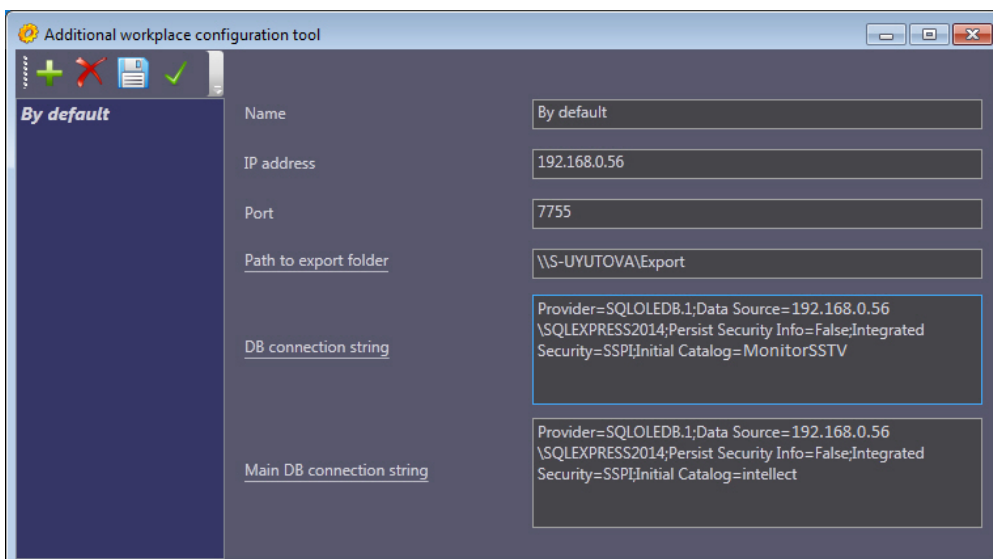 Additional workplace configuration tool
By default
Name
By default
IP address
192.168.0.56
Port
7755
Path to export folder
\\S-UYUTOVA\Export
DB connection string
Provider=SQLOLEDB.1;Data Source=192.168.0.56
\SQLEXPRESS2014;Persist Security Info=False;Integrated
Security=SSPI;Initial Catalog=MonitorSSTV
Main DB connection string
Provider=SQLOLEDB.1;Data Source=192.168.0.56
\SQLEXPRESS2014;Persist Security Info=False;Integrated
Security=SSPI;Initial Catalog=intellect